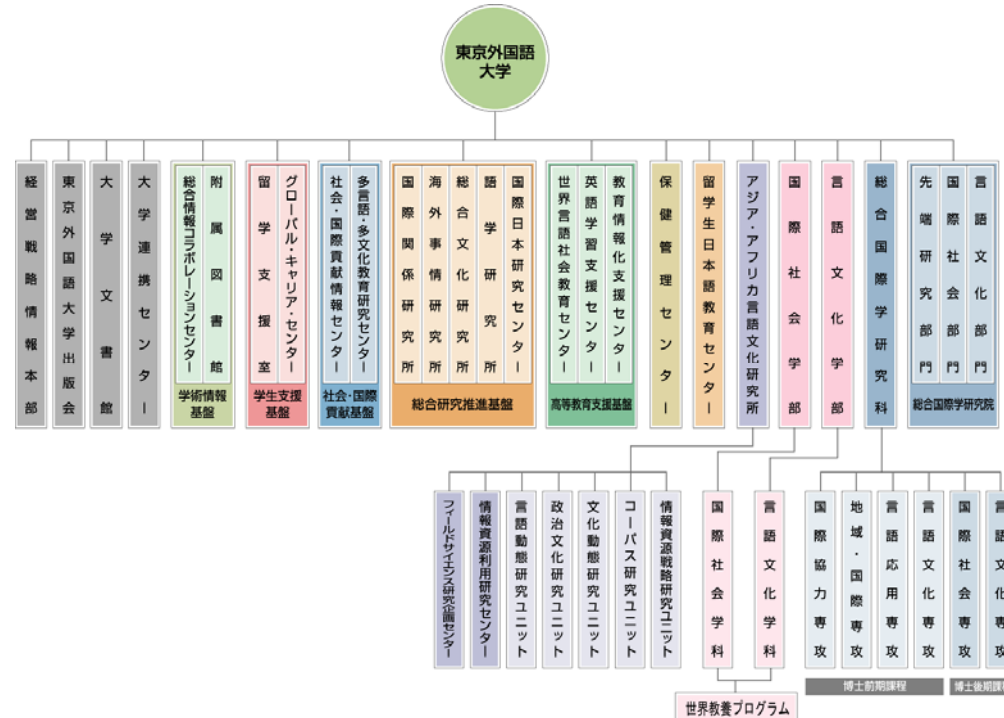 東京外国語
大学
経営戦略情報本部
東京外国語大学出版会
大学文書館
大学連携センター
総合情報コラボレーションセンター
附属図書館
学術情報
基盤
留学支援室
グローバル・キャリア・センター
学生支援
基盤
社会・国際貢献情報センター
多言語・多文化教育研究センター
社会・国際
貢献基盤
国際関係研究所
海外事情研究所
総合文化研究所
語学研究所
国際日本研究センター
総合研究推進基盤
世界言語社会教育センター
英語学習支援センター
教育情報化支援センター
高等教育支援基盤
保健管理センター
留学生日本語教育センター
アジア・アフリカ言語文化研究所
国際社会学部
言語文化学部
総合国際学研究科
先端研究部門
国際社会部門
言語文化部門
総合国際学研究院
フィールドサイエンス研究企画センター
情報資源利用研究センター
言語動態研究ユニット
政治文化研究ユニット
文化動態研究ユニット
コーパス研究ユニット
情報資源戦略研究ユニット
国際社会学科
言語文化学科
世界教養プログラム
国際協力専攻
地域・国際専攻
言語応用専攻
言語文化専攻
博士前期課程
国際社会専攻
言語文化専攻
博士後期課程